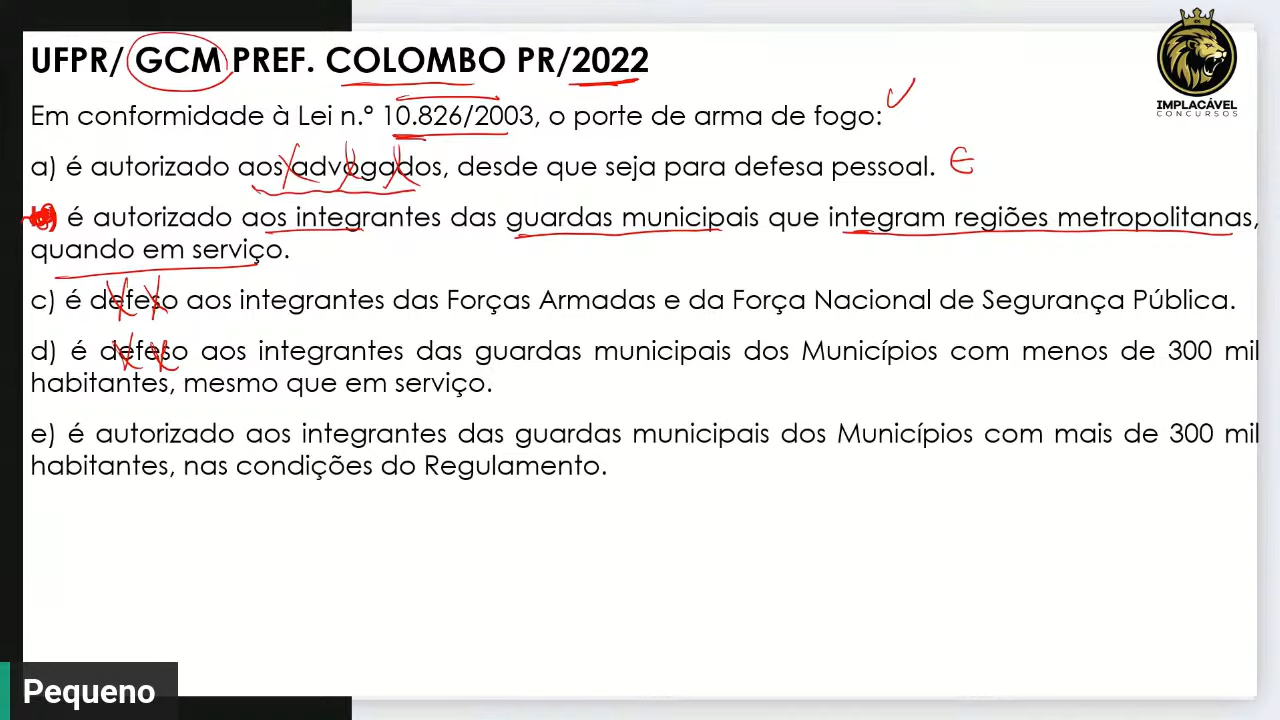 UFPR/ GCM PREF. COLOMBO PR/2022
IMPLACÁVEL
CONCURSOS
Em conformidade à Lei n.º 10.826/2003, o porte de arma de fogo:
a) é autorizado aos advogados, desde que seja para defesa pessoal. E
b) é autorizado aos integrantes das guardas municipais que integram regiões metropolitanas,
quando em serviço.
c) é defeso aos integrantes das Forças Armadas e da Força Nacional de Segurança Pública.
d) é defeso aos integrantes das guardas municipais dos Municípios com menos de 300 mil
habitantes, mesmo que em serviço.
e) é autorizado aos integrantes das guardas municipais dos Municípios com mais de 300 mil
habitantes, nas condições do Regulamento.
Pequeno